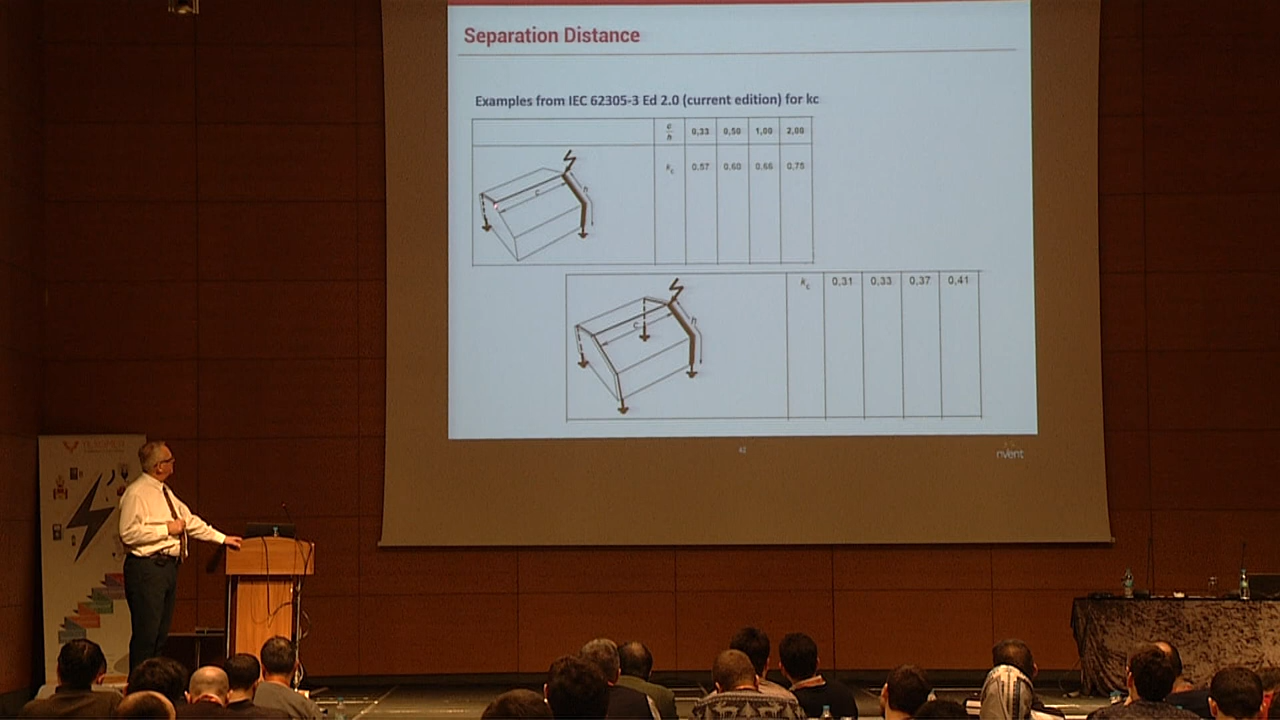 Separation Distance
Examples from IEC 62305-3 Ed 2.0 (current edition) for kc
c/h 0,33 0,50 1,00 2,00
kc 0,57 0,60 0,66 0,75
c
h
kc 0,31 0,33 0,37 0,41
c
h
42
nVent